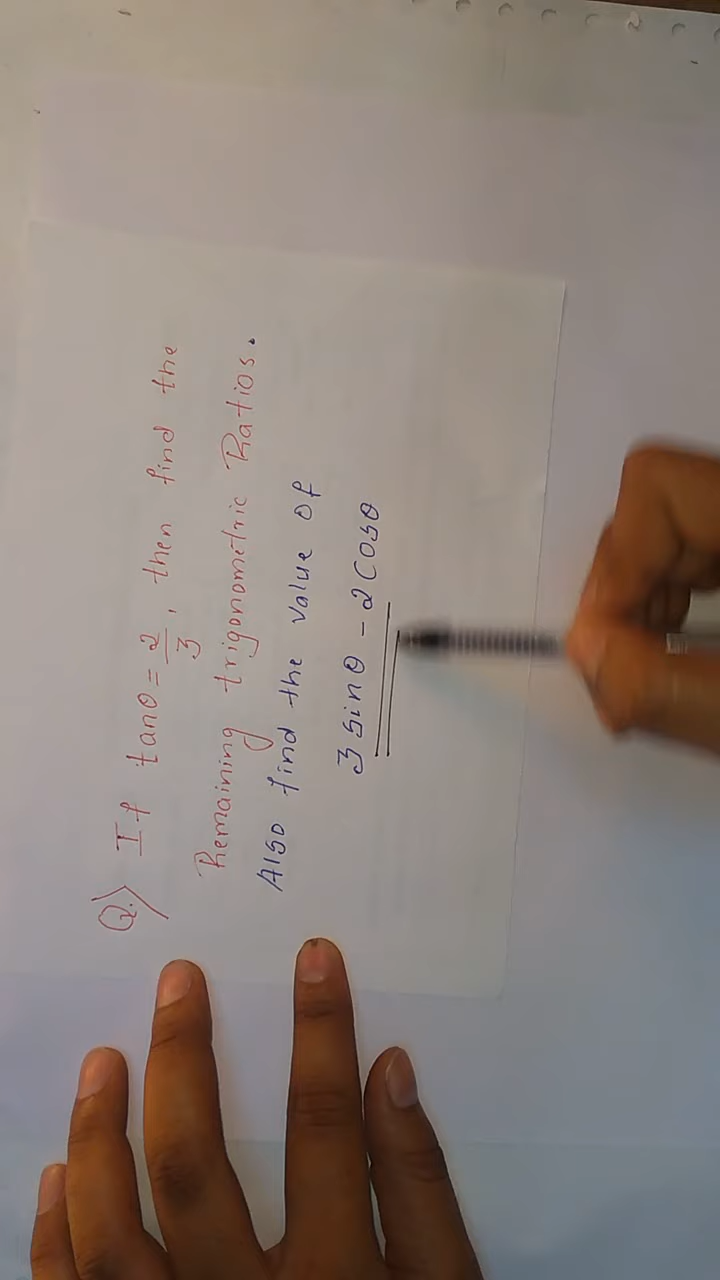 Q.) If tanθ = 2/3, then find the
Remaining trigonometric Ratios.
Also find the value of
3 sinθ - 2 Cosθ